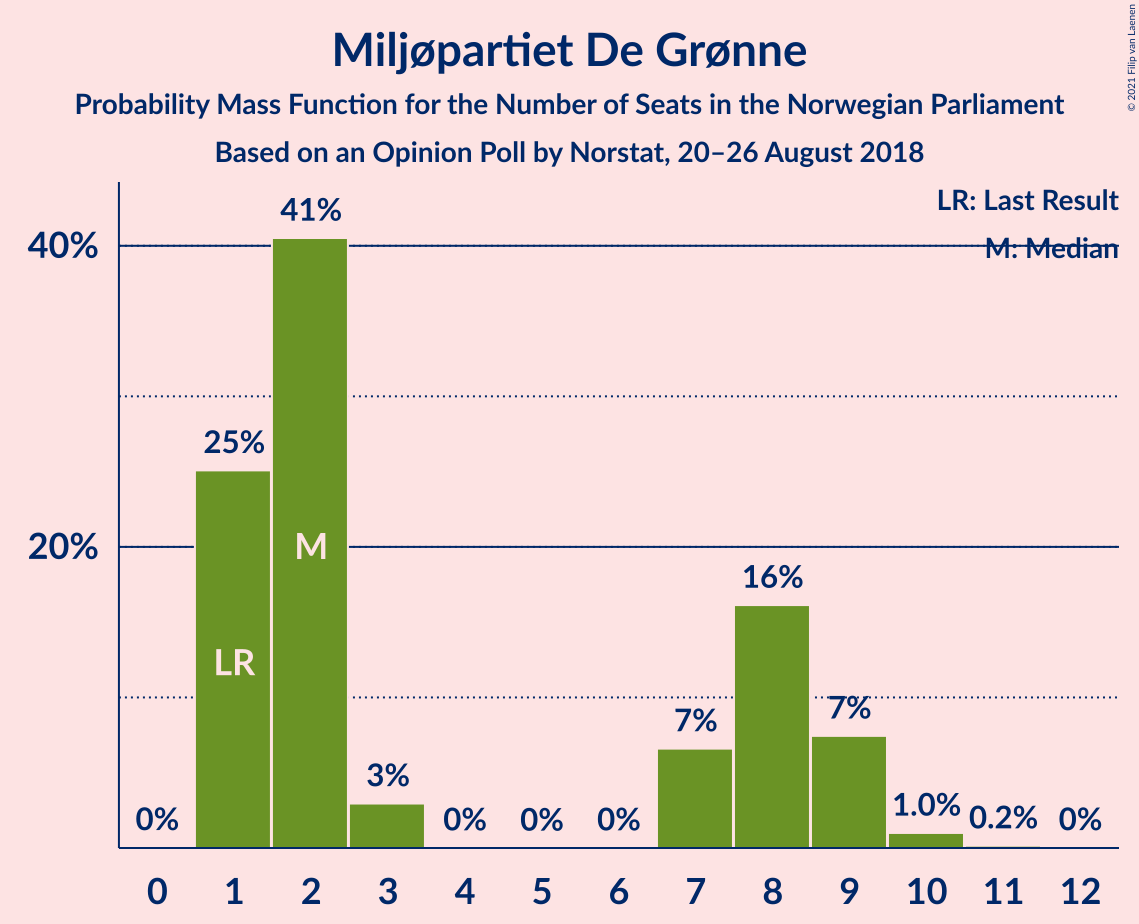 Miljøpartiet De Grønne
Probability Mass Function for the Number of Seats in the Norwegian Parliament
Based on an Opinion Poll by Norstat, 20–26 August 2018
© 2021 Filip van Laenen
LR: Last Result
M: Median
40%
20%
41%
25%
M
LR
16%
7%
7%
3%
0%
0%
0%
0%
1.0%
0.2%
0%
0 1 2 3 4 5 6 7 8 9 10 11 12